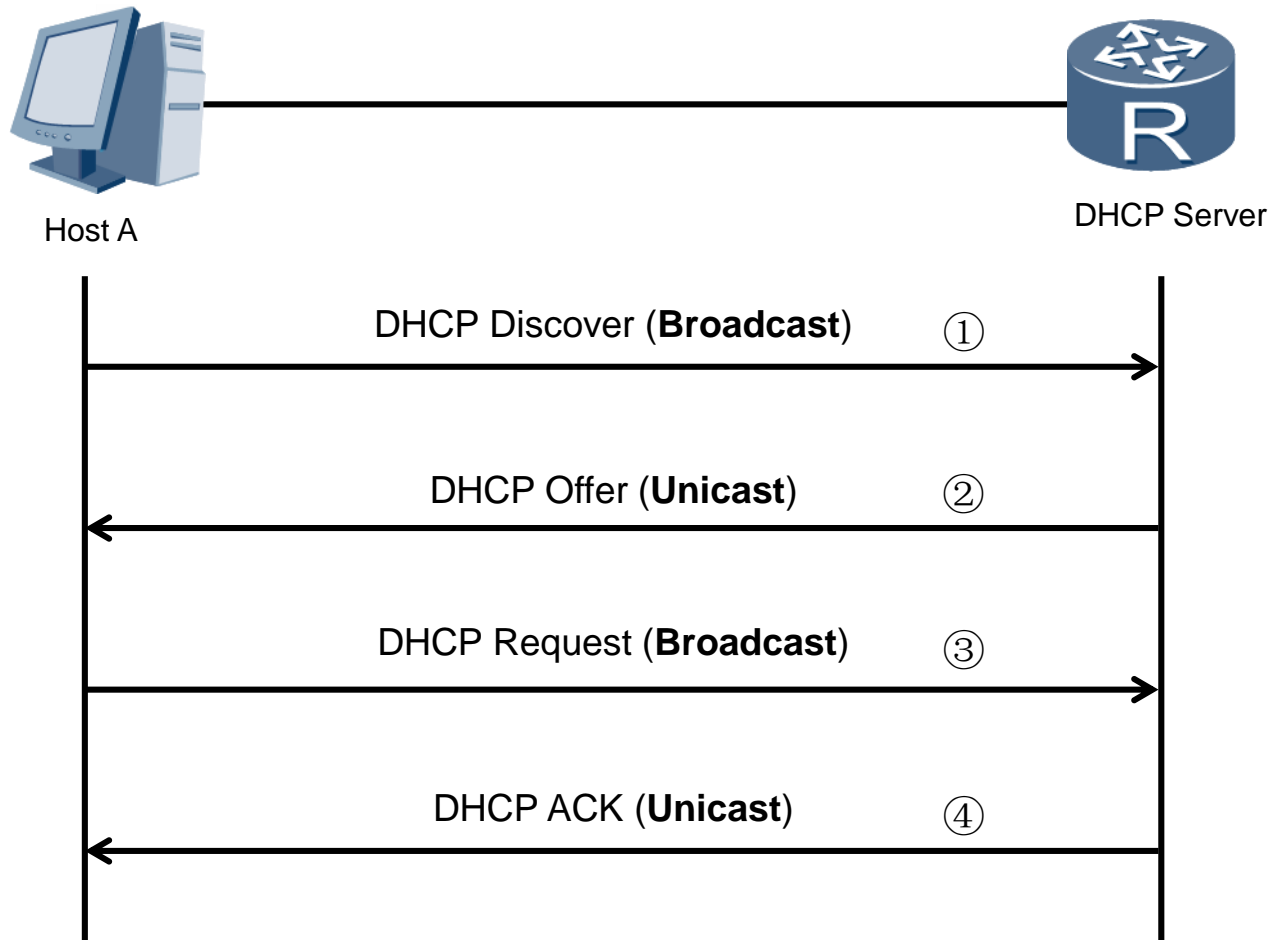 R
Host A
DHCP Server
DHCP Discover (Broadcast) ①
DHCP Offer (Unicast) ②
DHCP Request (Broadcast) ③
DHCP ACK (Unicast) ④